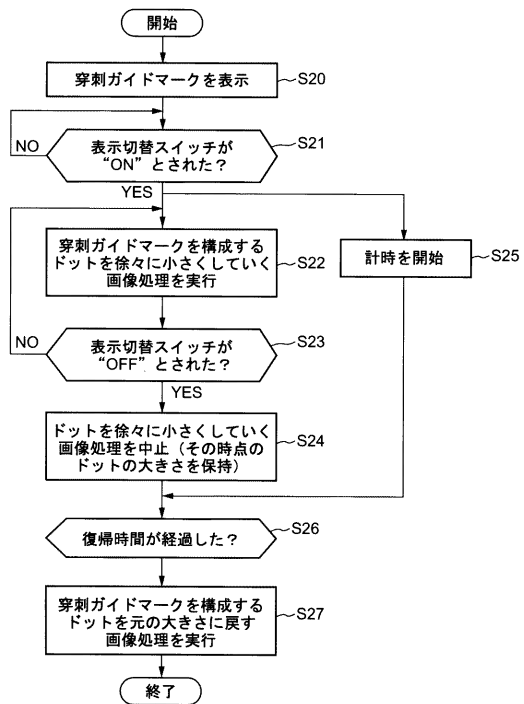 開始
穿刺ガイドマークを表示
S20
NO
表示切替スイッチが
“ON”とされた？
S21
YES
穿刺ガイドマークを構成する
ドットを徐々に小さくしていく
画像処理を実行
S22
計時を開始
S25
NO
表示切替スイッチが
“OFF”とされた？
S23
YES
ドットを徐々に小さくしていく
画像処理を中止（その時点の
ドットの大きさを保持）
S24
復帰時間が経過した？
S26
穿刺ガイドマークを構成する
ドットを元の大きさに戻す
画像処理を実行
S27
終了